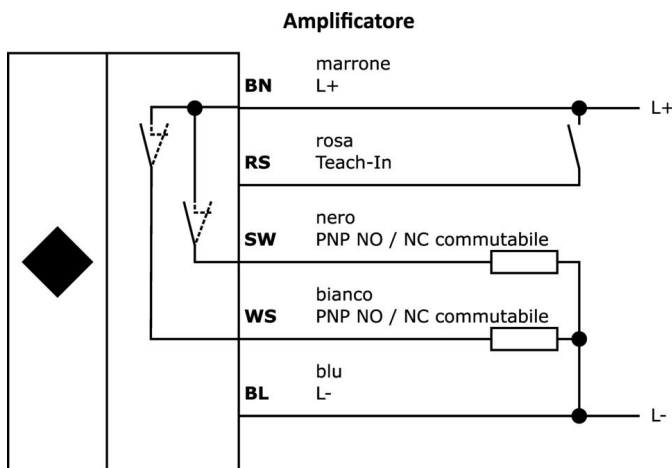 Amplificatore
marrone
BN L+ L+
rosa
RS Teach-In
nero
SW PNP NO / NC commutabile
bianco
WS PNP NO / NC commutabile
blu
BL L- L-